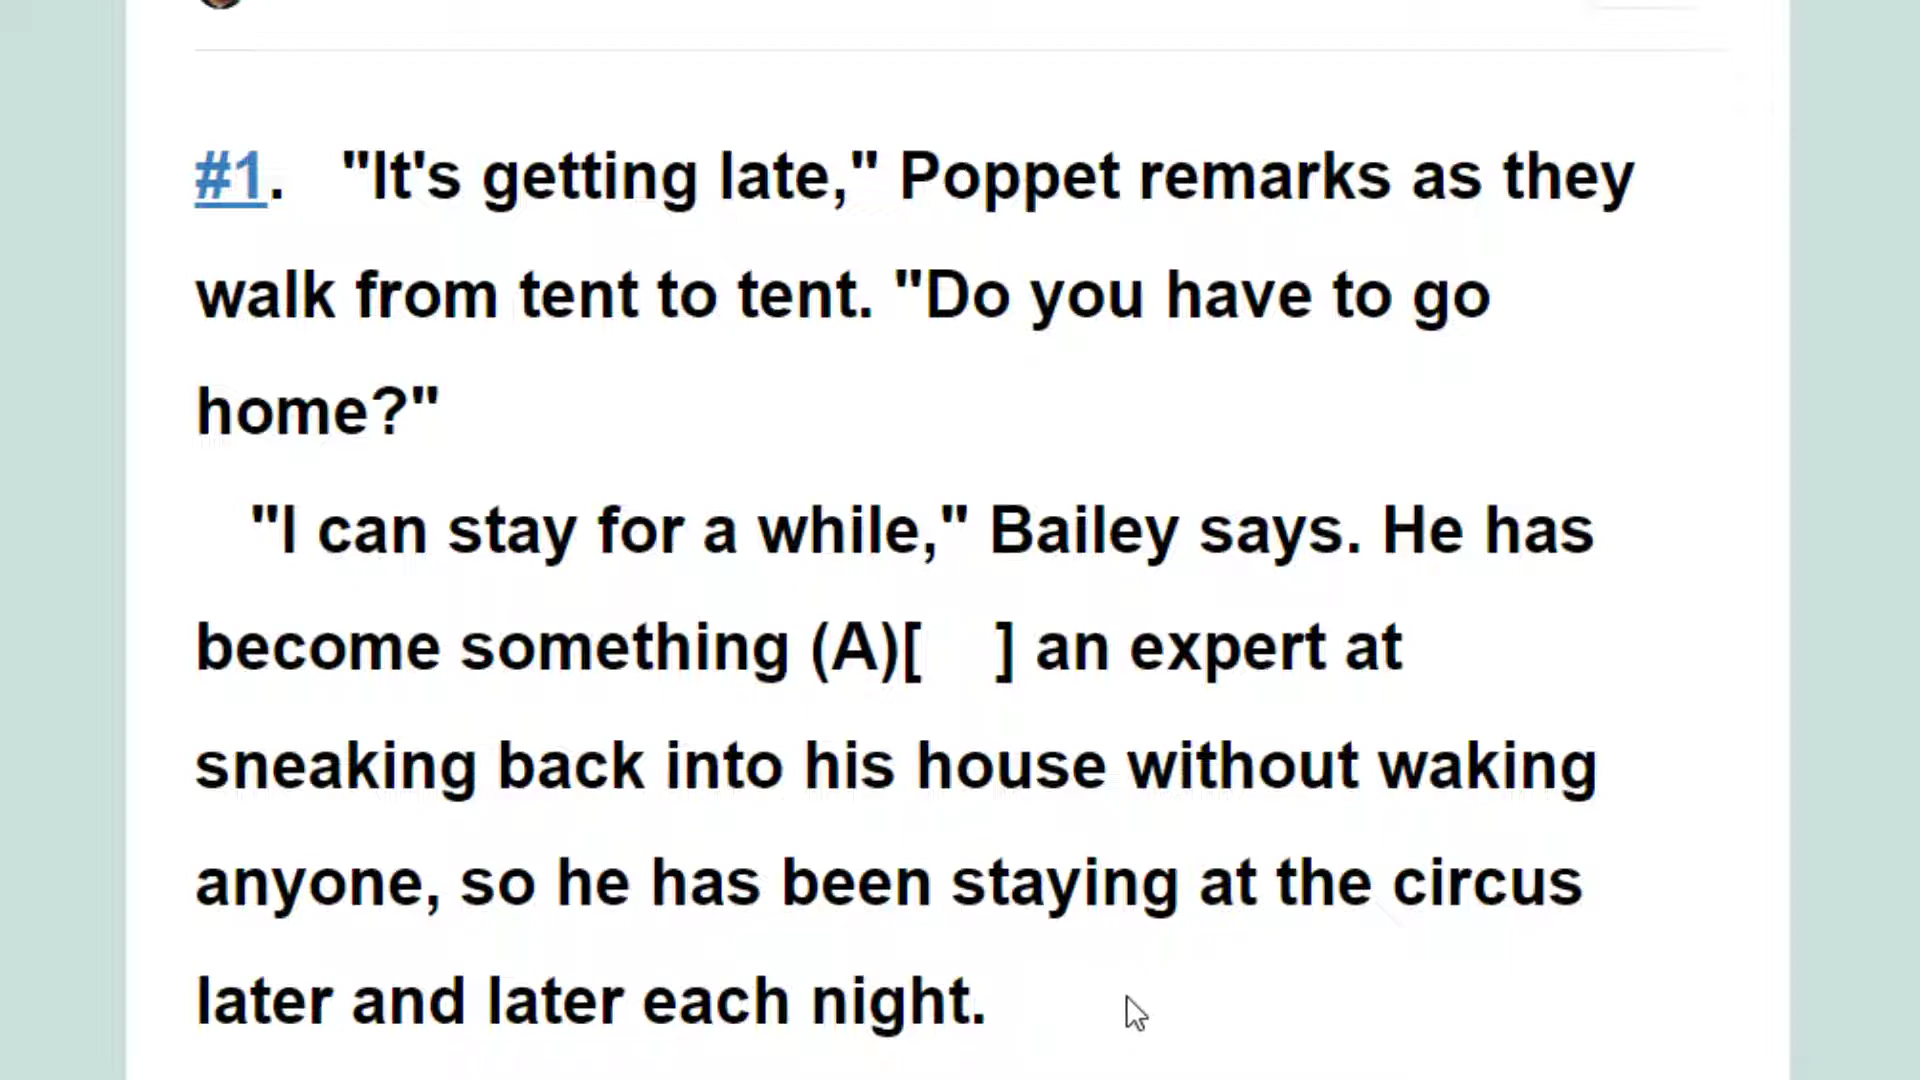 #1. "It's getting late," Poppet remarks as they
walk from tent to tent. "Do you have to go
home?"
"I can stay for a while," Bailey says. He has
become something (A)[ ] an expert at
sneaking back into his house without waking
anyone, so he has been staying at the circus
later and later each night.